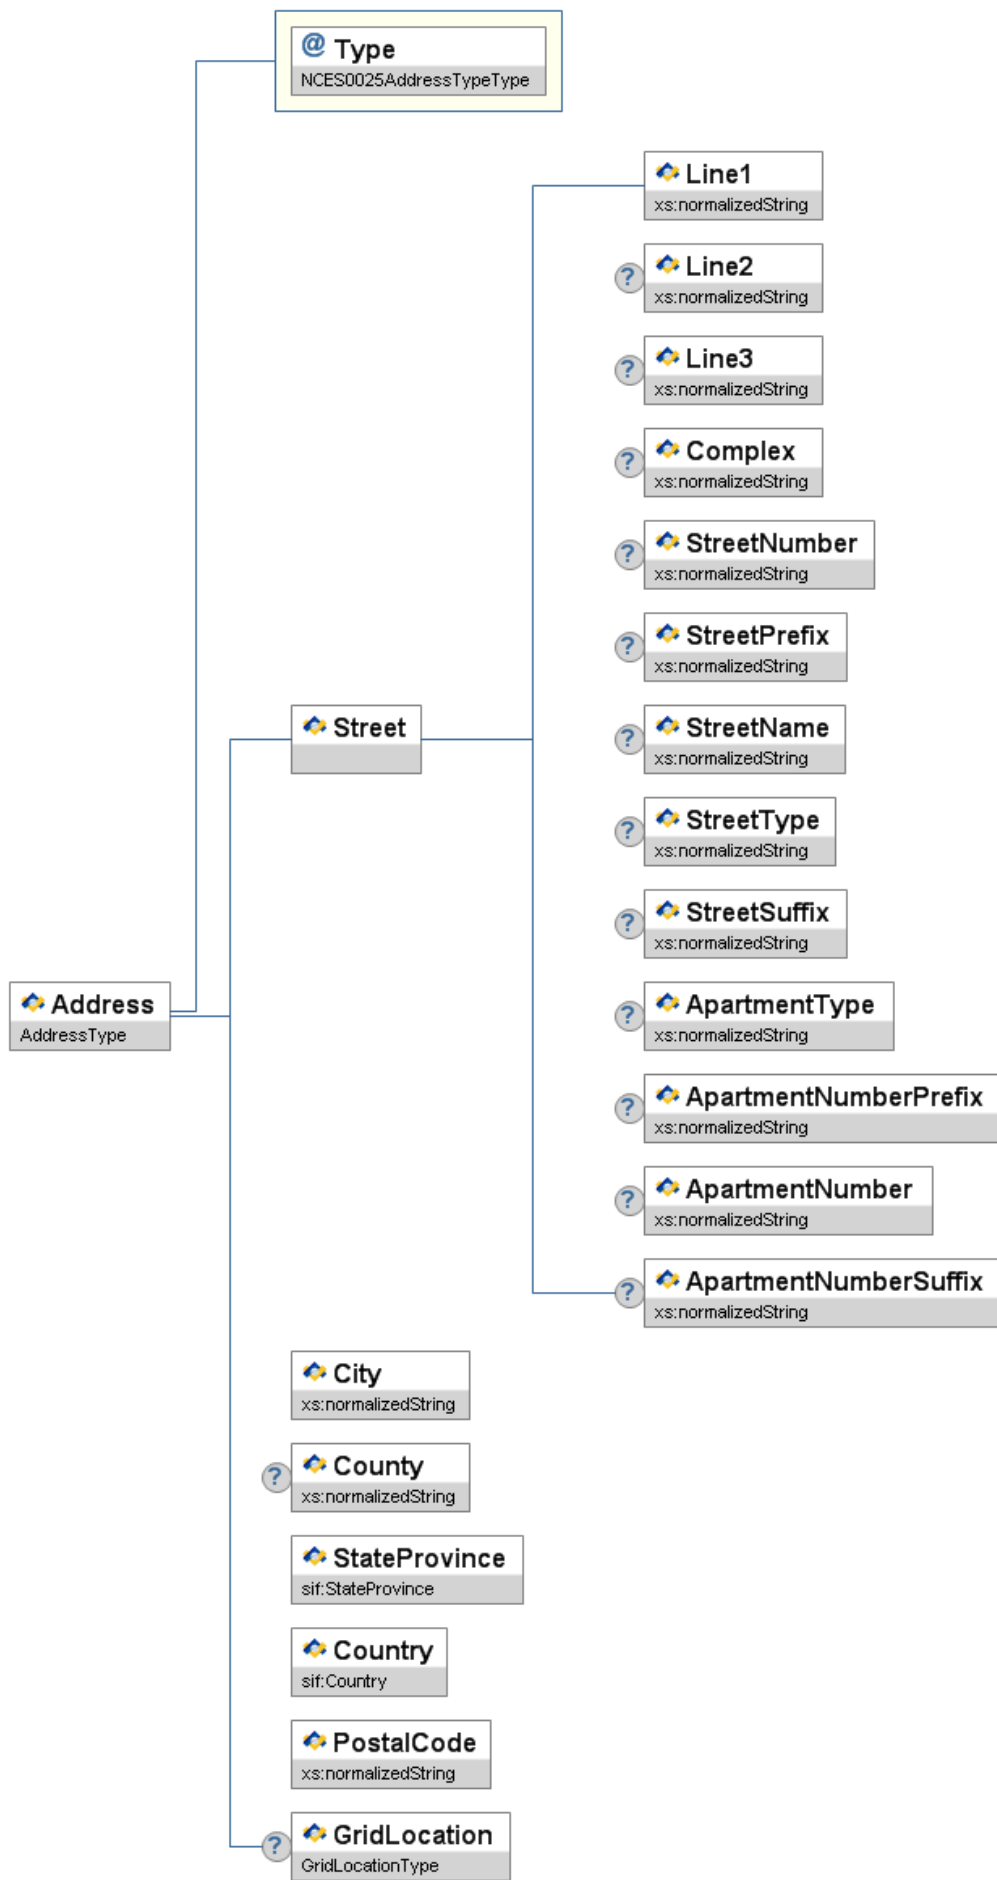 @ Type
NCES0025AddressTypeType
Line1
xs:normalizedString
? Line2
xs:normalizedString
? Line3
xs:normalizedString
? Complex
xs:normalizedString
? StreetNumber
xs:normalizedString
? StreetPrefix
xs:normalizedString
Street
? StreetName
xs:normalizedString
? StreetType
xs:normalizedString
? StreetSuffix
xs:normalizedString
Address
AddressType
? ApartmentType
xs:normalizedString
? ApartmentNumberPrefix
xs:normalizedString
? ApartmentNumber
xs:normalizedString
? ApartmentNumberSuffix
xs:normalizedString
City
xs:normalizedString
? County
xs:normalizedString
StateProvince
sif:StateProvince
Country
sif:Country
PostalCode
xs:normalizedString
? GridLocation
GridLocationType